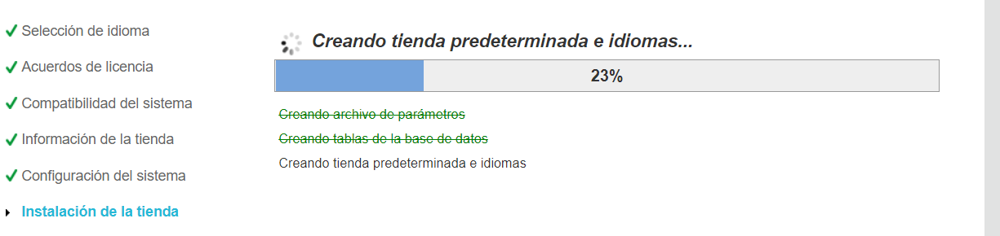 Selección de idioma
Acuerdos de licencia
Compatibilidad del sistema
Información de la tienda
Configuración del sistema
Instalación de la tienda
Creando tienda predeterminada e idiomas...
23%
Creando archivo de parámetros
Creando tablas de la base de datos
Creando tienda predeterminada e idiomas